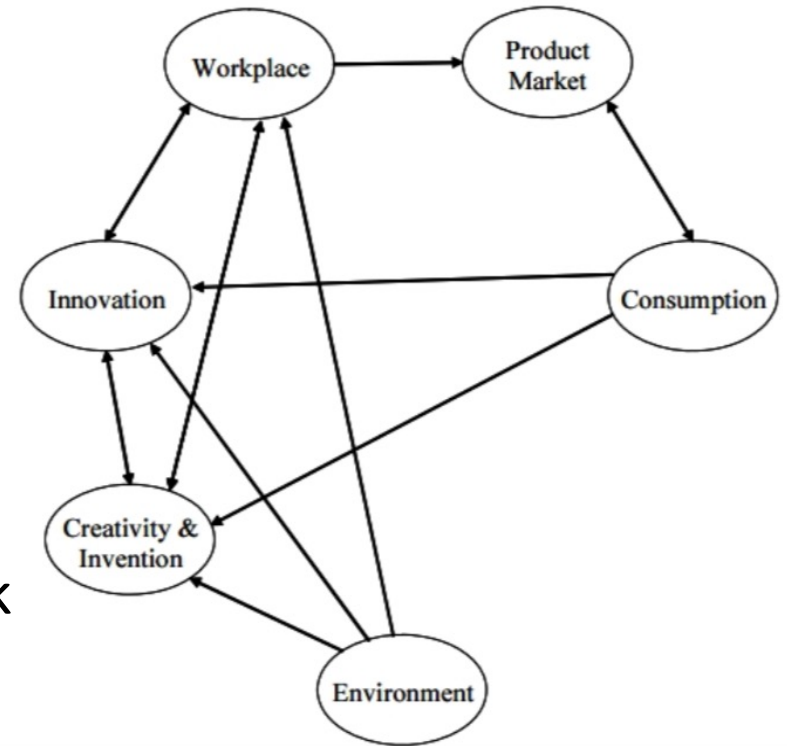 Workplace
Product
Market
Innovation
Consumption
Creativity &
Invention
k
Environment